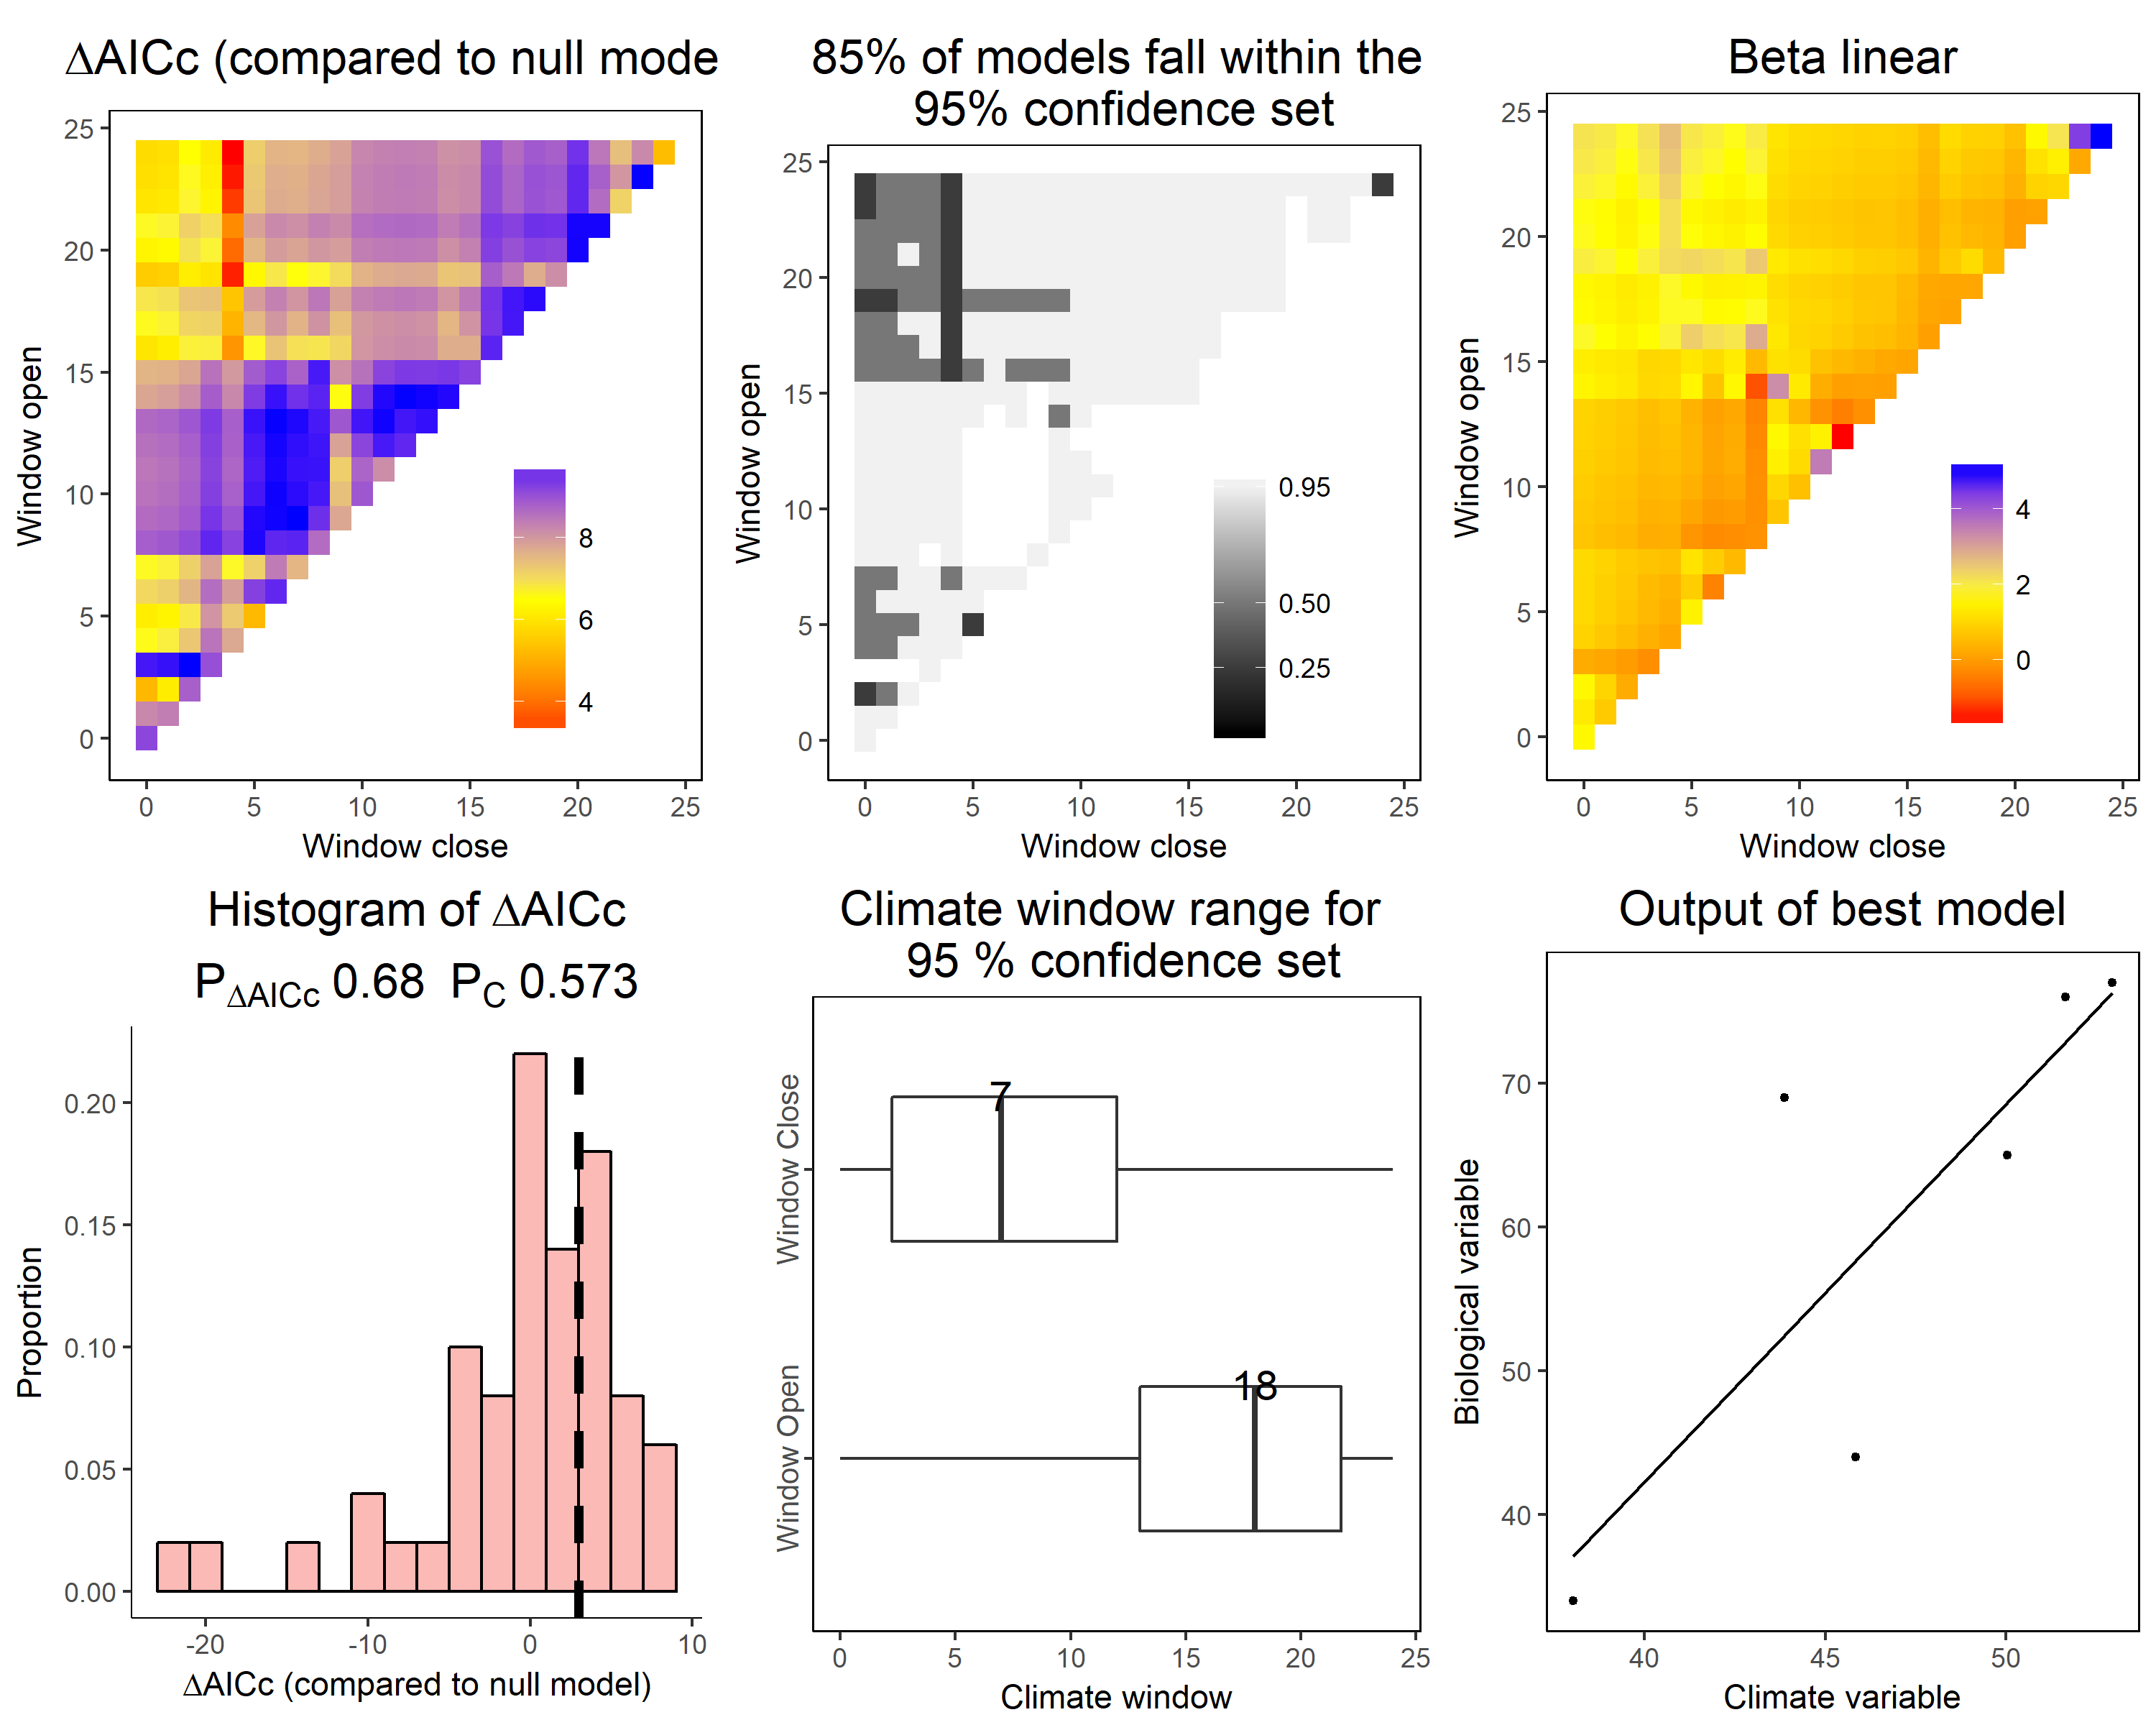 ΔAICc (compared to null mode
25
20
15
10
5
0
Window open
8
6
4
0 5 10 15 20 25
Window close
85% of models fall within the
95% confidence set
25
20
15
10
5
0
Window open
0.95
0.50
0.25
0 5 10 15 20 25
Window close
Beta linear
25
20
15
10
5
0
Window open
4
2
0
0 5 10 15 20 25
Window close
Histogram of ΔAICc
PΔAICc 0.68 PC 0.573
0.20
0.15
0.10
0.05
0.00
Proportion
-20 -10 0 10
ΔAICc (compared to null model)
Climate window range for
95 % confidence set
Window Close
7
Window Open
18
0 5 10 15 20 25
Climate window
Output of best model
70
60
50
40
Biological variable
40 45 50
Climate variable